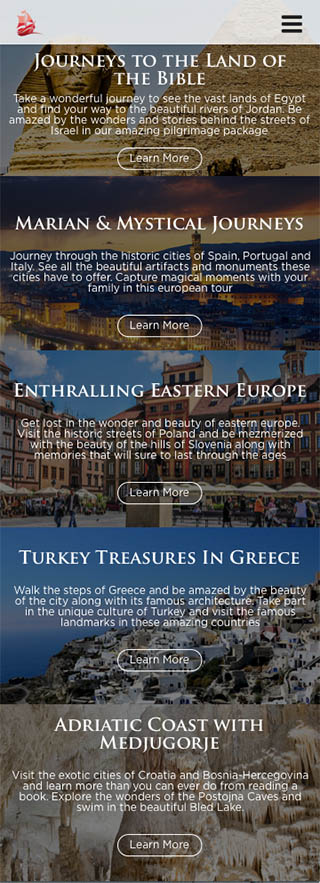 Journeys to the Land of
the Bible
Take a wonderful journey to see the vast lands of Egypt
and find your way to the beautiful rivers of Jordan. Be
amazed by the wonders and stories behind the streets of
Israel in our amazing pilgrimage package
Learn More
Marian & Mystical Journeys
Journey through the historic cities of Spain, Portugal and
Italy. See all the beautiful artifacts and monuments these
cities have to offer. Capture magical moments with your
family in this european tour
Learn More
Enthralling Eastern Europe
Get lost in the wonder and beauty of eastern europe.
Visit the historic streets of Poland and be mezmerized
with the beauty of the hills of Slovenia along with
memories that will sure to last through the ages
Learn More
Turkey Treasures In Greece
Walk the steps of Greece and be amazed by the beauty
of the city along with its famous architecture. Take part
in the unique culture of Turkey and visit the famous
landmarks in these amazing countries
Learn More
Adriatic Coast with
Medjugorje
Visit the exotic cities of Croatia and Bosnia-Hercegovina
and learn more than you can ever do from reading a
book. Explore the wonders of the Postojna Caves and
swim in the beautiful Bled Lake.
Learn More